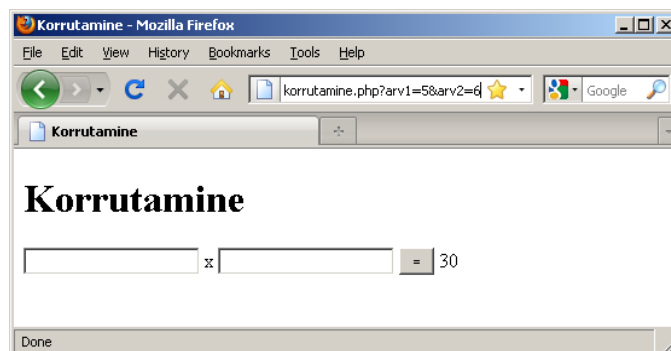 Korrutamine - Mozilla Firefox
File Edit View History Bookmarks Tools Help
korrutamine.php?arv1=5&arv2=6 Google
Korrutamine
Korrutamine
x = 30
Done